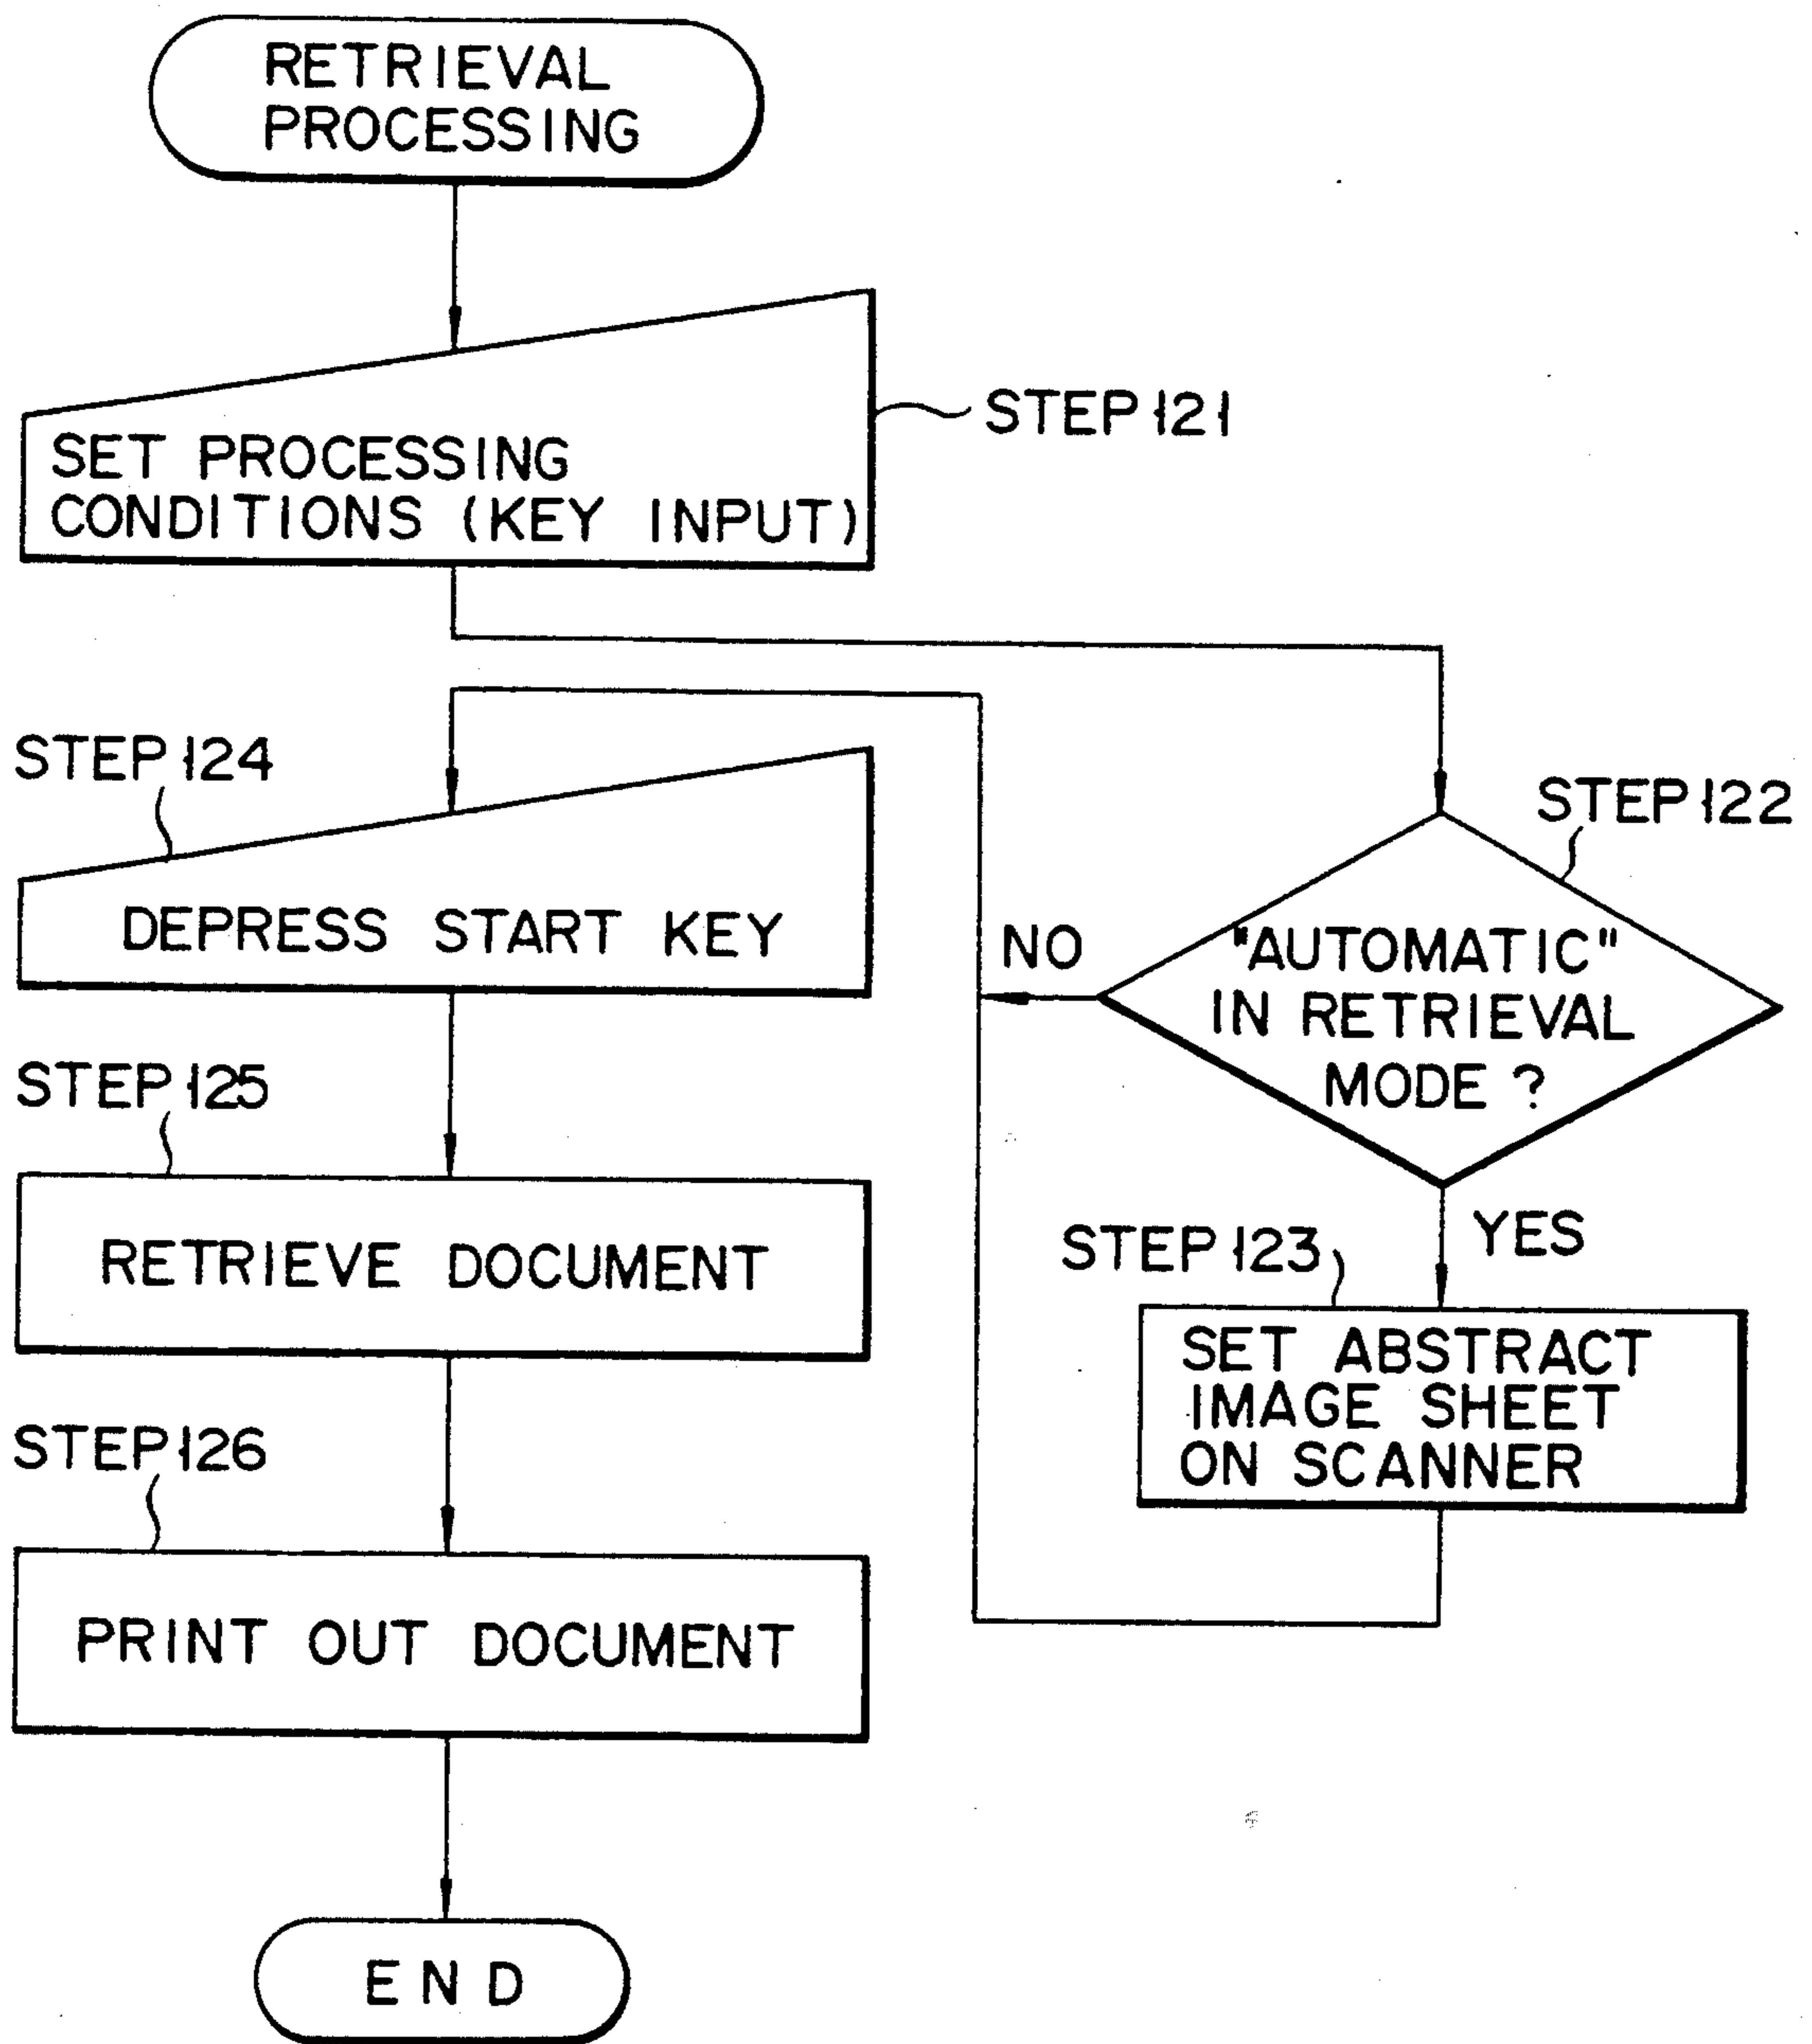 RETRIEVAL
PROCESSING
SET PROCESSING
CONDITIONS (KEY INPUT)
STEP 121
STEP 122
"AUTOMATIC"
IN RETRIEVAL
MODE ?
NO
YES
STEP 123
SET ABSTRACT
IMAGE SHEET
ON SCANNER
STEP 124
DEPRESS START KEY
STEP 125
RETRIEVE DOCUMENT
STEP 126
PRINT OUT DOCUMENT
END